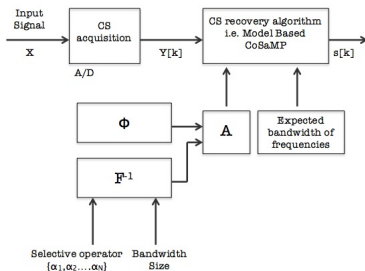 Input
Signal
X
CS
acquisition
A/D
Y[k]
CS recovery algorithm
i.e. Model Based
CoSaMP
s[k]
Φ
A
Expected
bandwidth of
frequencies
F-1
Selective operator
{α1,α2....αN}
Bandwidth
Size